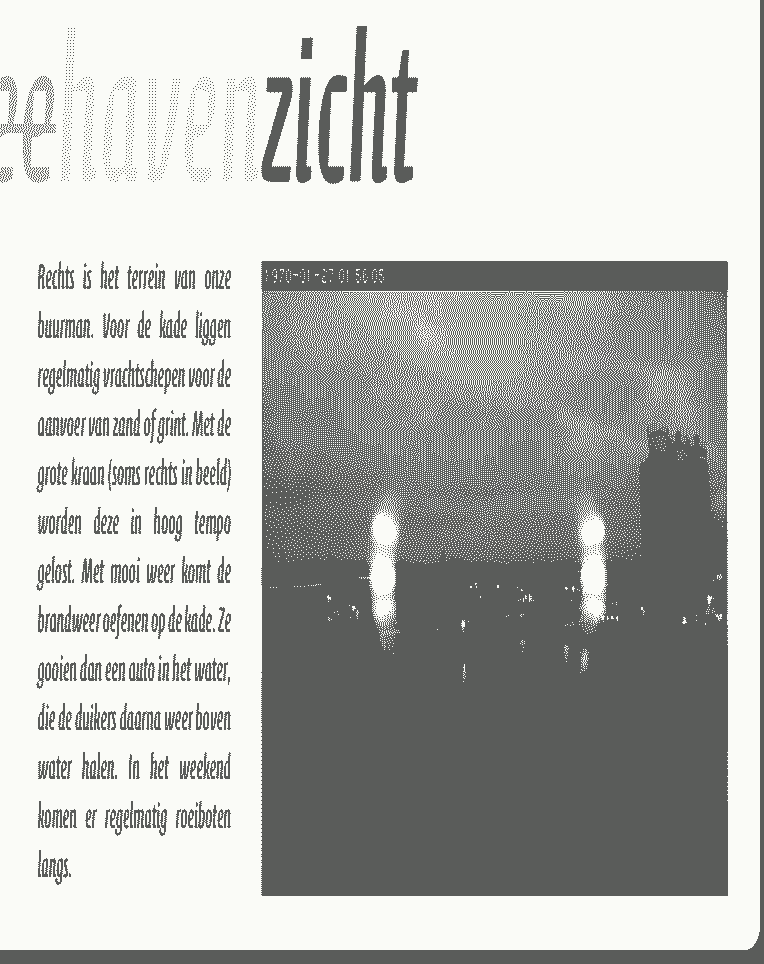 eehavenzicht
Rechts is het terrein van onze
buurman. Voor de kade liggen
regelmatig vrachtschepen voor de
aanvoer van zand of grint. Met de
grote kraan (soms rechts in beeld)
worden deze in hoog tempo
gelost. Met mooi weer komt de
brandweer oefenen op de kade. Ze
gooien dan een auto in het water,
die de duikers daarna weer boven
water halen. In het weekend
komen er regelmatig roeiboten
langs.
1970-01-27 01:56:05